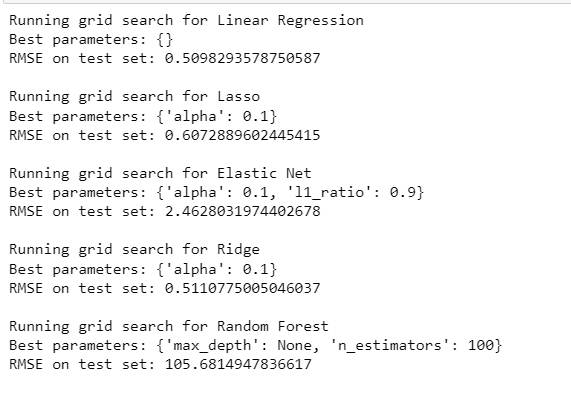 Running grid search for Linear Regression
Best parameters: {}
RMSE on test set: 0.5098293578750587
Running grid search for Lasso
Best parameters: {'alpha': 0.1}
RMSE on test set: 0.6072889602445415
Running grid search for Elastic Net
Best parameters: {'alpha': 0.1, 'l1_ratio': 0.9}
RMSE on test set: 2.4628031974402678
Running grid search for Ridge
Best parameters: {'alpha': 0.1}
RMSE on test set: 0.5110775005046037
Running grid search for Random Forest
Best parameters: {'max_depth': None, 'n_estimators': 100}
RMSE on test set: 105.6814947836617